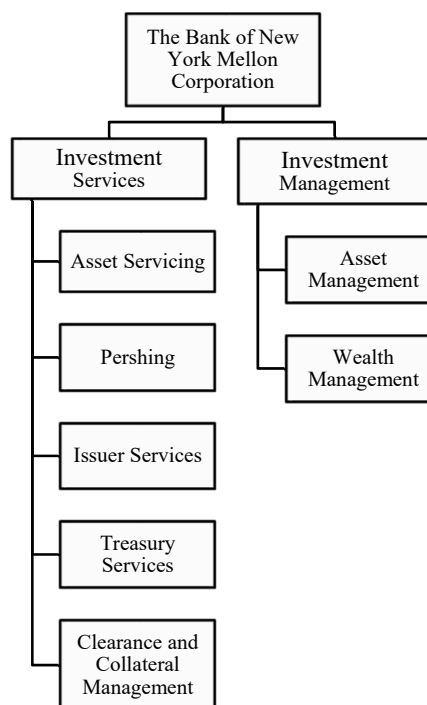 The Bank of New
York Mellon
Corporation
Investment
Services
Investment
Management
Asset Servicing
Pershing
Issuer Services
Treasury
Services
Clearance and
Collateral
Management
Asset
Management
Wealth
Management